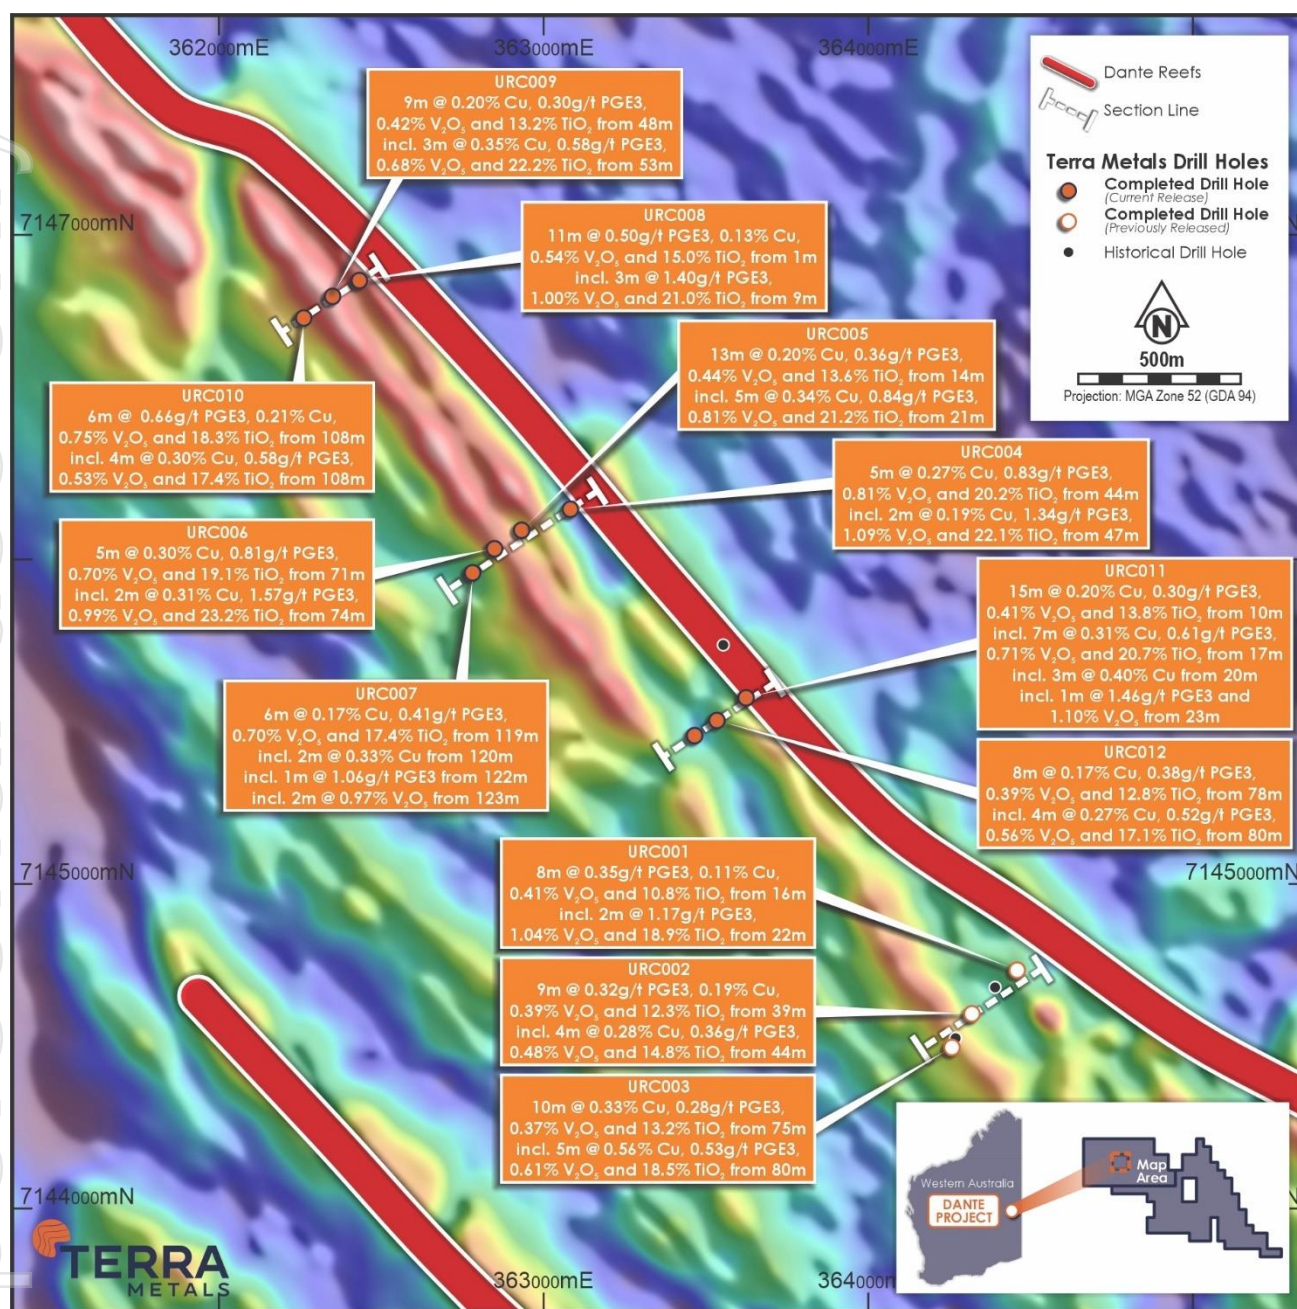 362000mE
363000mE
364000mE
URC009
9m @ 0.20% Cu, 0.30g/t PGE3,
0.42% V₂O₅ and 13.2% TiO₂ from 48m
incl. 3m @ 0.35% Cu, 0.58g/t PGE3,
0.68% V₂O₅ and 22.2% TiO₂ from 53m
Dante Reefs
Section Line
Terra Metals Drill Holes
Completed Drill Hole
(Current Release)
Completed Drill Hole
(Previously Released)
Historical Drill Hole
N
500m
Projection: MGA Zone 52 (GDA 94)
7147000mN
URC008
11m @ 0.50g/t PGE3, 0.13% Cu,
0.54% V₂O₅ and 15.0% TiO₂ from 1m
incl. 3m @ 1.40g/t PGE3,
1.00% V₂O₅ and 21.0% TiO₂ from 9m
URC005
13m @ 0.20% Cu, 0.36g/t PGE3,
0.44% V₂O₅ and 13.6% TiO₂ from 14m
incl. 5m @ 0.34% Cu, 0.84g/t PGE3,
0.81% V₂O₅ and 21.2% TiO₂ from 21m
URC010
6m @ 0.66g/t PGE3, 0.21% Cu,
0.75% V₂O₅ and 18.3% TiO₂ from 108m
incl. 4m @ 0.30% Cu, 0.58g/t PGE3,
0.53% V₂O₅ and 17.4% TiO₂ from 108m
URC004
5m @ 0.27% Cu, 0.83g/t PGE3,
0.81% V₂O₅ and 20.2% TiO₂ from 44m
incl. 2m @ 0.19% Cu, 1.34g/t PGE3,
1.09% V₂O₅ and 22.1% TiO₂ from 47m
URC006
5m @ 0.30% Cu, 0.81g/t PGE3,
0.70% V₂O₅ and 19.1% TiO₂ from 71m
incl. 2m @ 0.31% Cu, 1.57g/t PGE3,
0.99% V₂O₅ and 23.2% TiO₂ from 74m
URC011
15m @ 0.20% Cu, 0.30g/t PGE3,
0.41% V₂O₅ and 13.8% TiO₂ from 10m
incl. 7m @ 0.31% Cu, 0.61g/t PGE3,
0.71% V₂O₅ and 20.7% TiO₂ from 17m
incl. 3m @ 0.40% Cu from 20m
incl. 1m @ 1.46g/t PGE3 and
1.10% V₂O₅ from 23m
URC007
6m @ 0.17% Cu, 0.41g/t PGE3,
0.70% V₂O₅ and 17.4% TiO₂ from 119m
incl. 2m @ 0.33% Cu from 120m
incl. 1m @ 1.06g/t PGE3 from 122m
incl. 2m @ 0.97% V₂O₅ from 123m
URC012
8m @ 0.17% Cu, 0.38g/t PGE3,
0.39% V₂O₅ and 12.8% TiO₂ from 78m
incl. 4m @ 0.27% Cu, 0.52g/t PGE3,
0.56% V₂O₅ and 17.1% TiO₂ from 80m
7145000mN
7145000mN
URC001
8m @ 0.35g/t PGE3, 0.11% Cu,
0.41% V₂O₅ and 10.8% TiO₂ from 16m
incl. 2m @ 1.17g/t PGE3,
1.04% V₂O₅ and 18.9% TiO₂ from 22m
URC002
9m @ 0.32g/t PGE3, 0.19% Cu,
0.39% V₂O₅ and 12.3% TiO₂ from 39m
incl. 4m @ 0.28% Cu, 0.36g/t PGE3,
0.48% V₂O₅ and 14.8% TiO₂ from 44m
URC003
10m @ 0.33% Cu, 0.28g/t PGE3,
0.37% V₂O₅ and 13.2% TiO₂ from 75m
incl. 5m @ 0.56% Cu, 0.53g/t PGE3,
0.61% V₂O₅ and 18.5% TiO₂ from 80m
Western Australia
DANTE
PROJECT
Map
Area
7144000mN
TERRA
METALS
363000mE
364000m